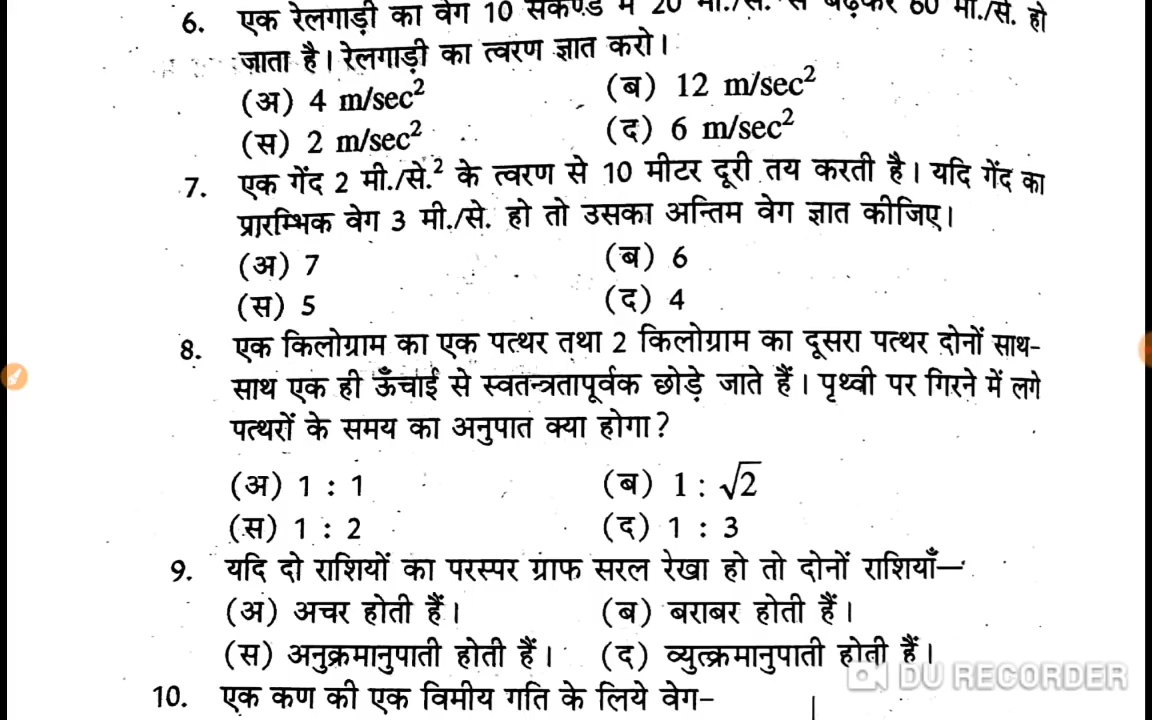 6. एक रेलगाड़ी का वेग 10 सेकण्ड में 20 मी./से. से बढ़कर 60 मी./से. हो
जाता है। रेलगाड़ी का त्वरण ज्ञात करो।
(अ) 4 m/sec² (ब) 12 m/sec²
(स) 2 m/sec² (द) 6 m/sec²
7. एक गेंद 2 मी./से.² के त्वरण से 10 मीटर दूरी तय करती है। यदि गेंद का
प्रारम्भिक वेग 3 मी./से. हो तो उसका अन्तिम वेग ज्ञात कीजिए।
(अ) 7 (ब) 6
(स) 5 (द) 4
8. एक किलोग्राम का एक पत्थर तथा 2 किलोग्राम का दूसरा पत्थर दोनों साथ-
साथ एक ही ऊँचाई से स्वतन्त्रतापूर्वक छोड़े जाते हैं। पृथ्वी पर गिरने में लगे
पत्थरों के समय का अनुपात क्या होगा?
(अ) 1 : 1 (ब) 1 : √2
(स) 1 : 2 (द) 1 : 3
9. यदि दो राशियों का परस्पर ग्राफ सरल रेखा हो तो दोनों राशियाँ—
(अ) अचर होती हैं। (ब) बराबर होती हैं।
(स) अनुक्रमानुपाती होती हैं। (द) व्युत्क्रमानुपाती होती हैं।
DU RECORDER
10. एक कण की एक विमीय गति के लिये वेग-